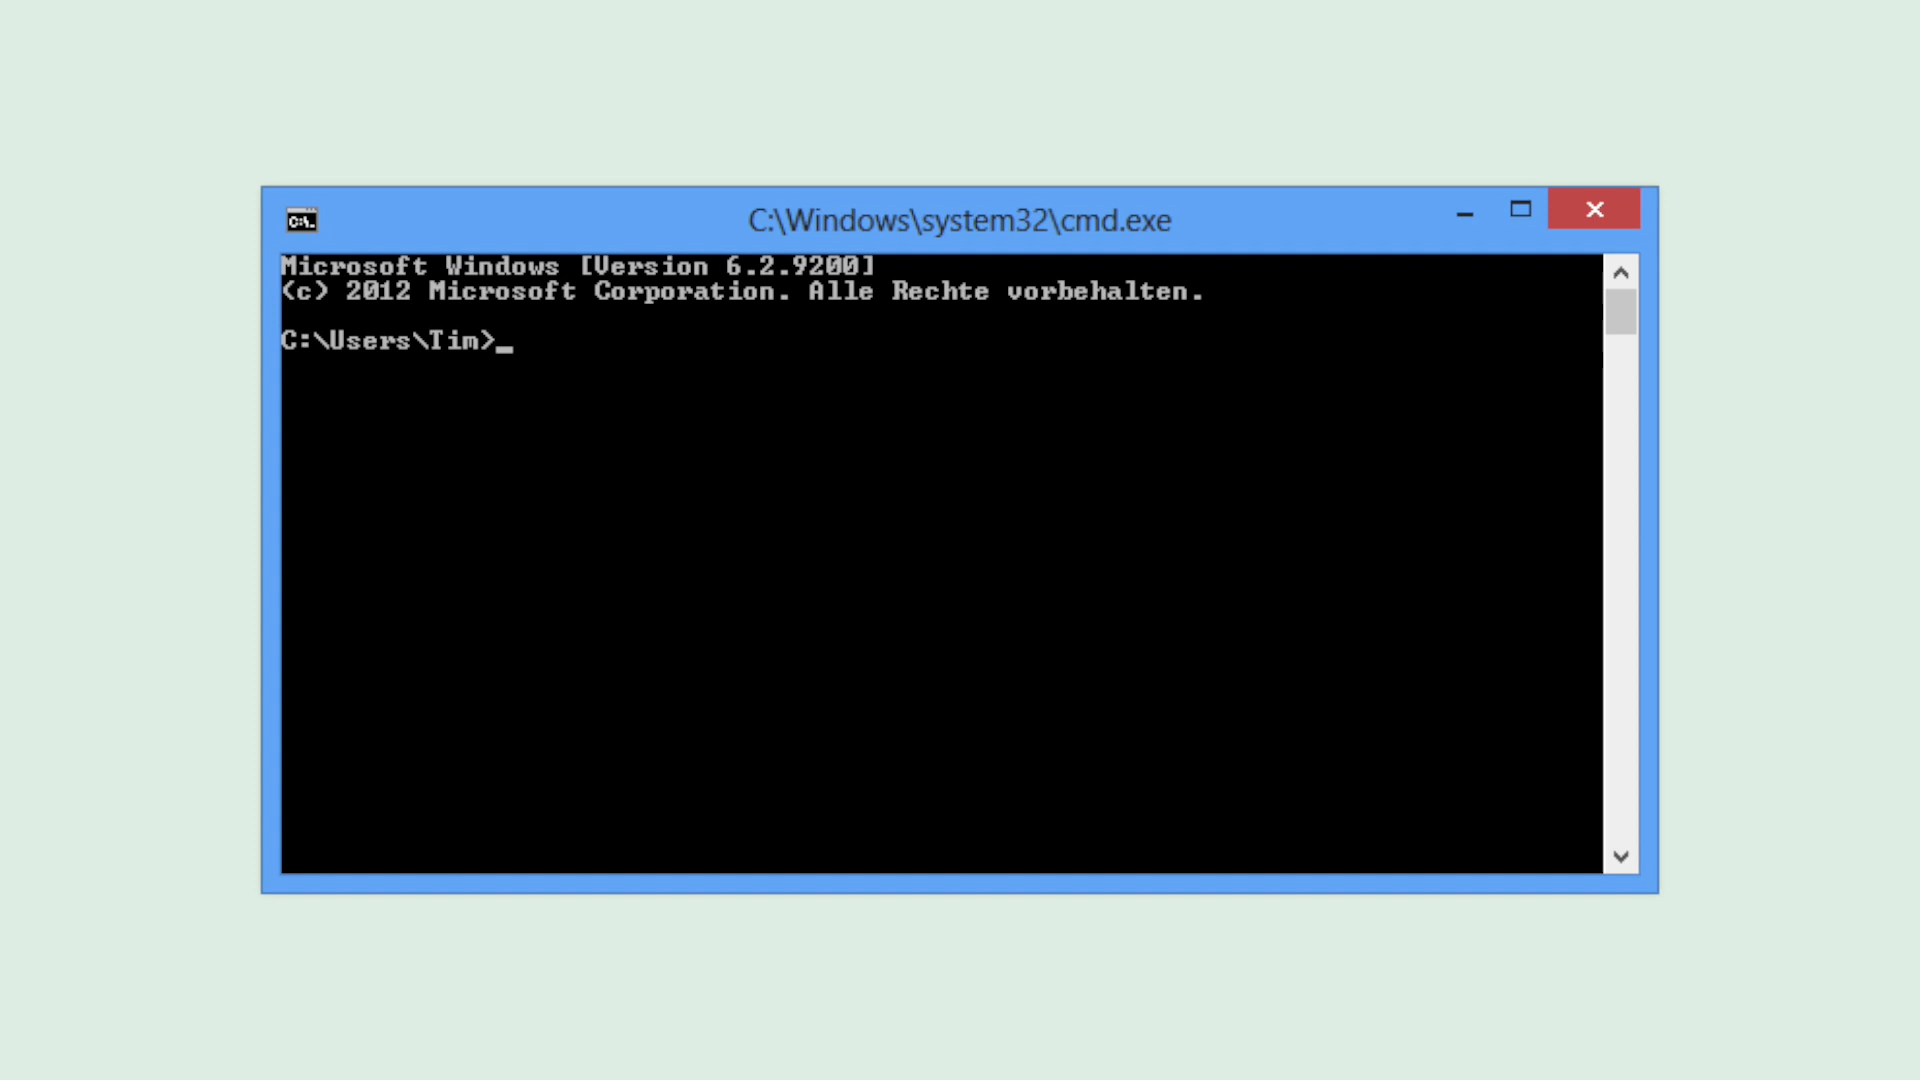 C:\Windows\system32\cmd.exe
Microsoft Windows [Version 6.2.9200]
(c) 2012 Microsoft Corporation. Alle Rechte vorbehalten.
C:\Users\Tim>_